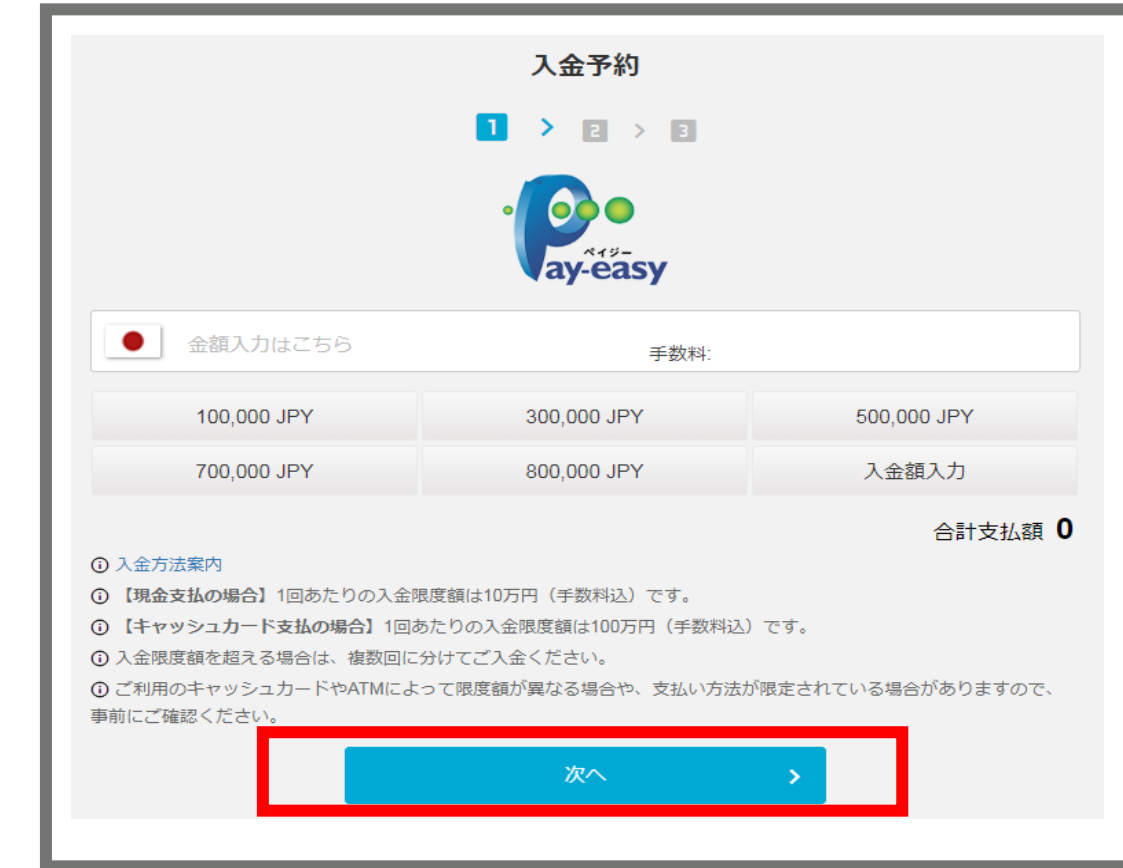 入金予約
1 > 2 > 3
ペイジー
Pay-easy
金額入力はこちら 手数料:
100,000 JPY 300,000 JPY 500,000 JPY
700,000 JPY 800,000 JPY 入金額入力
合計支払額 0
入金方法案内
【現金支払の場合】1回あたりの入金限度額は10万円（手数料込）です。
【キャッシュカード支払の場合】1回あたりの入金限度額は100万円（手数料込）です。
入金限度額を超える場合は、複数回に分けてご入金ください。
ご利用のキャッシュカードやATMによって限度額が異なる場合や、支払い方法が限定されている場合がありますので、
事前にご確認ください。
次へ >